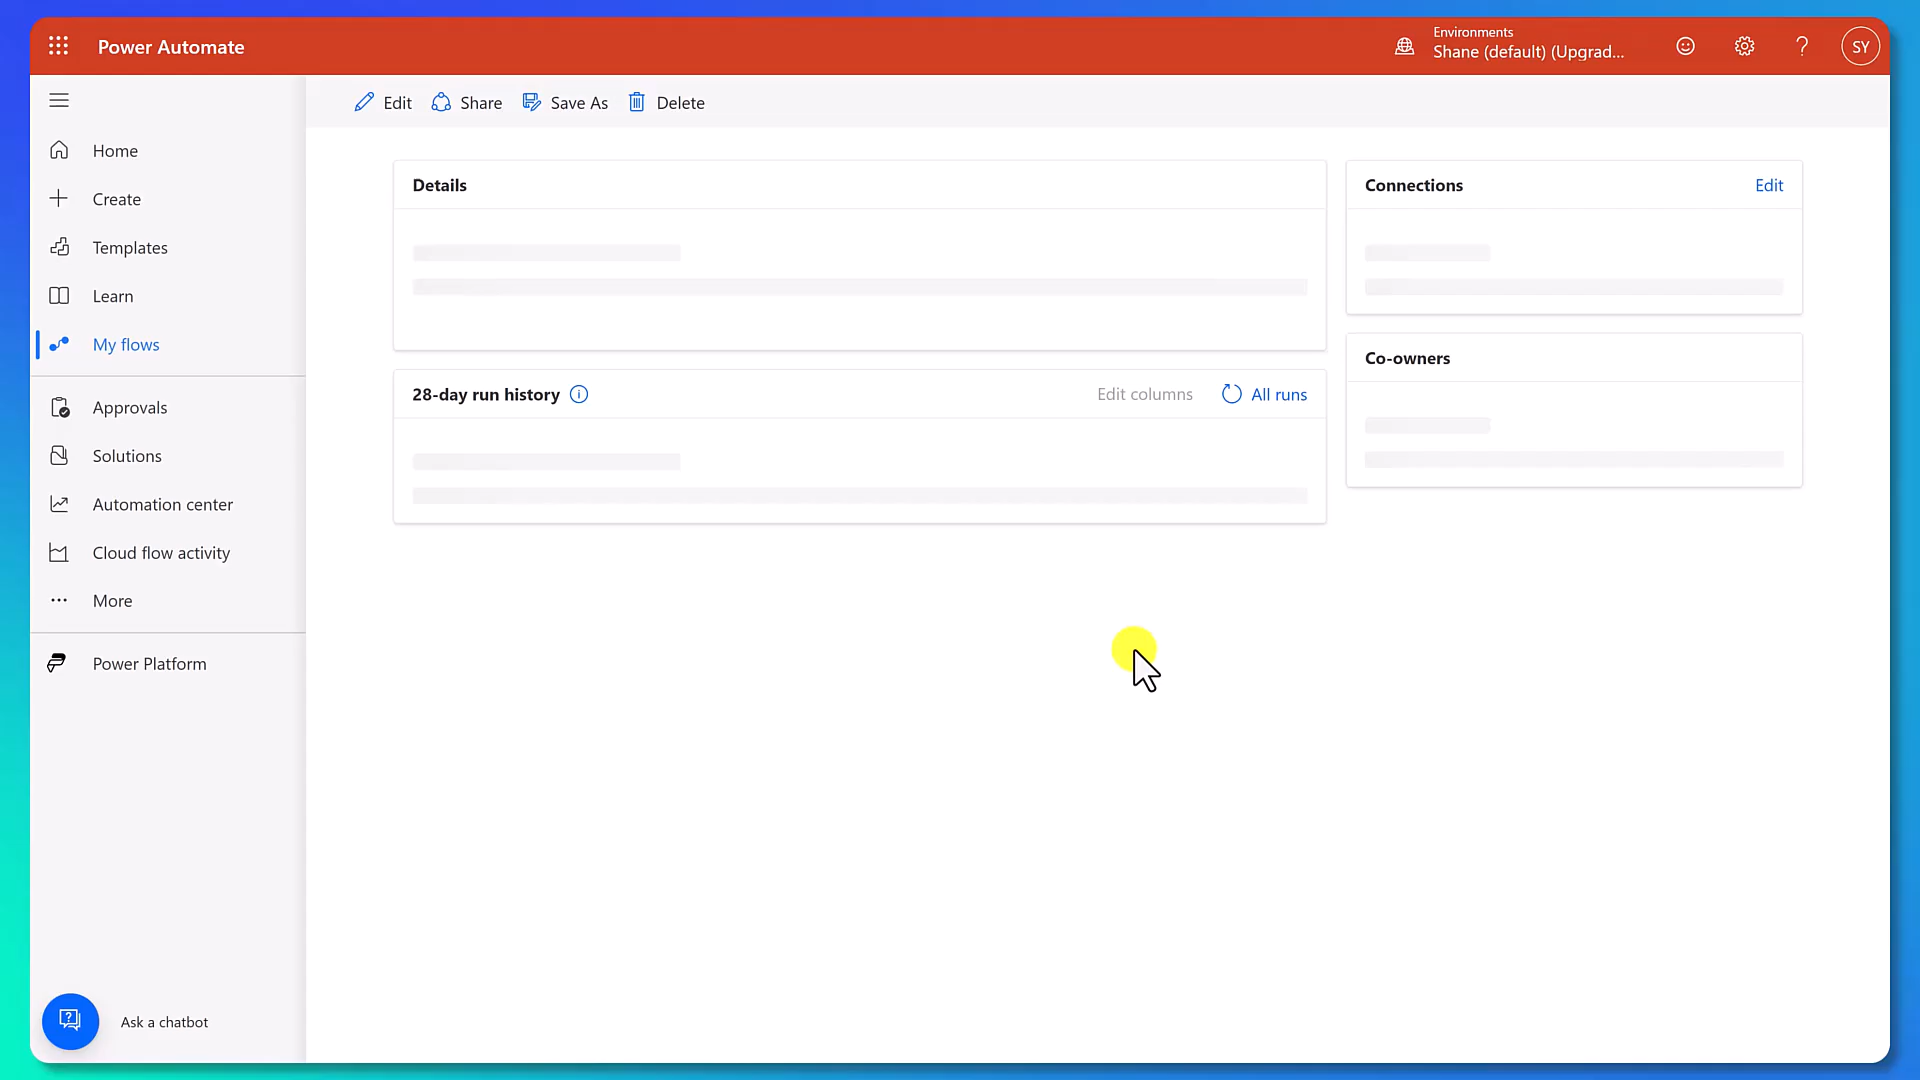 Power Automate
Environments
Shane (default) (Upgrad...
?
SY
Edit
Share
Save As
Delete
Home
Create
Templates
Learn
My flows
Approvals
Solutions
Automation center
Cloud flow activity
More
Power Platform
Ask a chatbot
Details
28-day run history
Edit columns
All runs
Connections
Edit
Co-owners